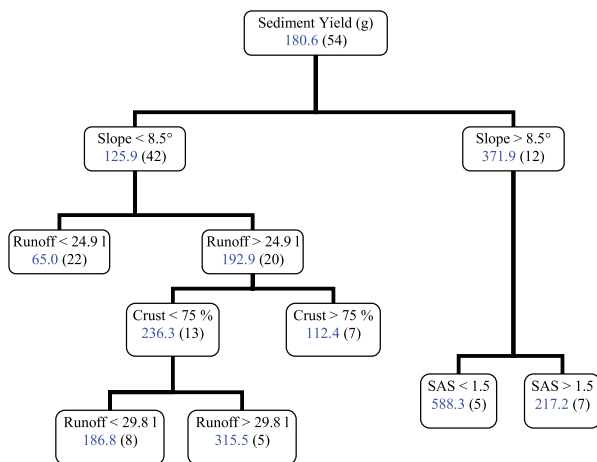 Sediment Yield (g)
180.6 (54)
Slope < 8.5°
125.9 (42)
Slope > 8.5°
371.9 (12)
Runoff < 24.9 l
65.0 (22)
Runoff > 24.9 l
192.9 (20)
Crust < 75 %
236.3 (13)
Crust > 75 %
112.4 (7)
SAS < 1.5
588.3 (5)
SAS > 1.5
217.2 (7)
Runoff < 29.8 l
186.8 (8)
Runoff > 29.8 l
315.5 (5)